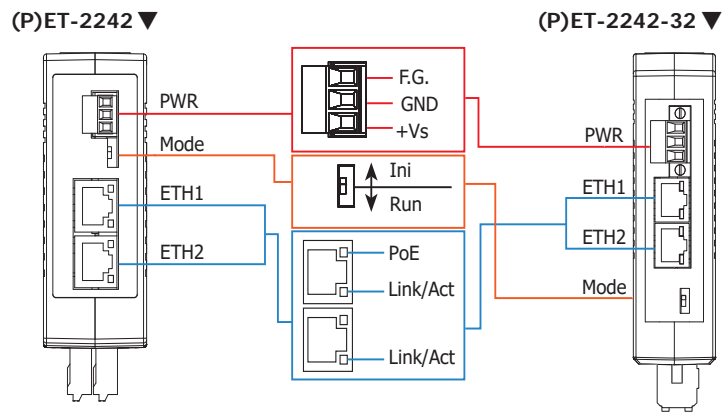 (P)ET-2242 ▼
(P)ET-2242-32 ▼
PWR
Mode
ETH1
ETH2
F.G.
GND
+Vs
Ini
Run
PoE
Link/Act
Link/Act
PWR
ETH1
ETH2
Mode